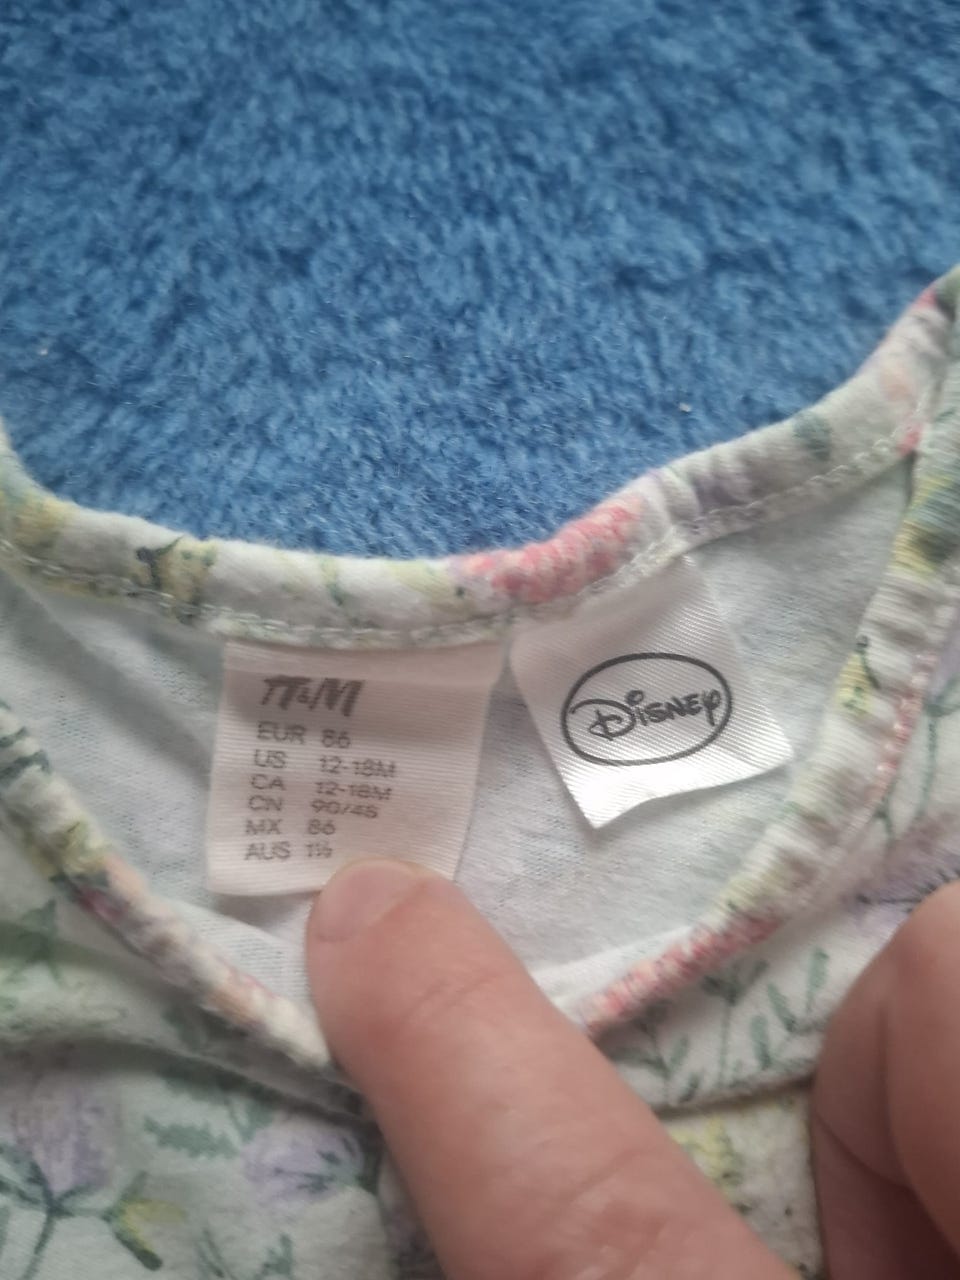 H&M
EUR 86
US 12-18M
CA 12-18M
CN 90/48
MX 86
AUS 1½
Disney